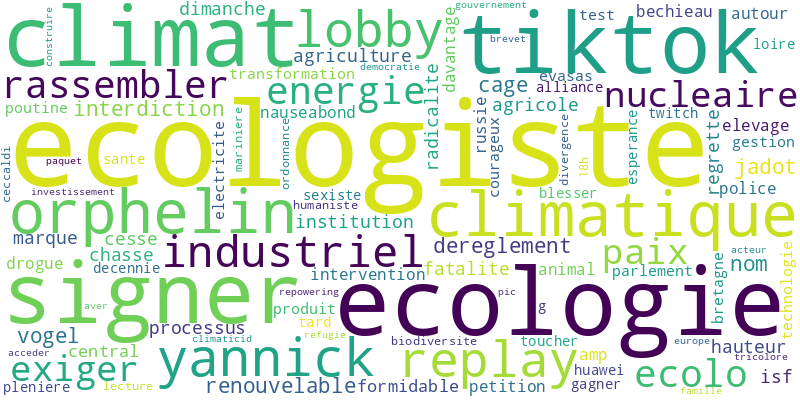 gouvernement
dimanche
construire
climat
lobby
tiktok
test
bechieau
autour
agriculture
democratie
davantage
brevet
loire
rassembler
transformation
energie
cage
evasas
alliance
nucleaire
poutine
interdiction
nauseabond
radicalite
agricole
ecologiste
mariniere
electricite
ordonnance
russie
courageux
divergence
18h
esperance
twitch
regrette
elevage
gestion
ceccaldi
paquet
sante
jadot
police
investissement
sexiste
humaniste
blesser
orphelin
institution
climatique
marque
cesse
chasse
industriel
dereglement
paix
acteur
nom
bretagne
technologie
drogue
decennie
intervention
fatalite
animal
parlement
signer
repowering
pic
g
ecologie
aver
produit
tard
refugie
processus
climaticid
vogel
central
biodiversite
toucher
europe
hauteur
tricolore
acceder
exiger
yannick
replay
amp
huawei
gagner
ecolo
isf
pleniere
lecture
renouvelable
formidable
petition
famille